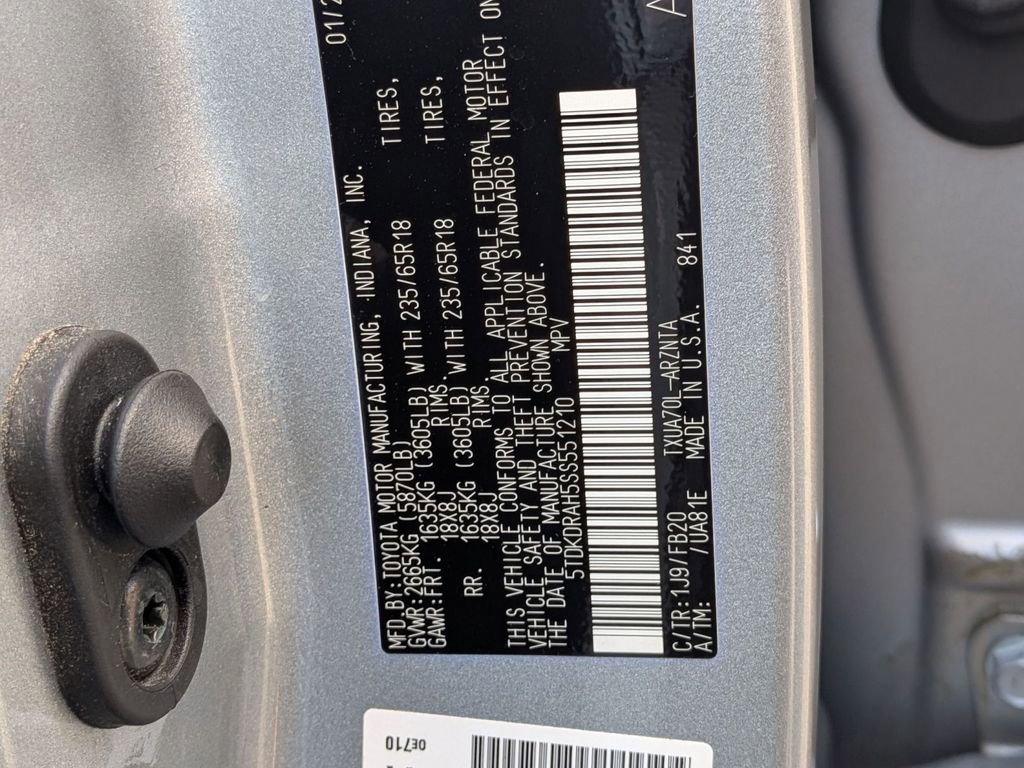 01/2
MFD.BY:TOYOTA MOTOR MANUFACTURING, INDIANA, INC.
GVWR:2665KG (5870LB)
GAWR:FRT. 1635KG (3605LB) WITH 235/65R18 TIRES,
18X8J RIMS,
RR. 1635KG (3605LB) WITH 235/65R18 TIRES,
18X8J RIMS.
THIS VEHICLE CONFORMS TO ALL APPLICABLE FEDERAL MOTOR
VEHICLE SAFETY AND THEFT PREVENTION STANDARDS IN EFFECT ON
THE DATE OF MANUFACTURE SHOWN ABOVE.
5TDKDRAH5SS551210 MPV
C/TR:1J9/FB20 TXUA70L-ARZNTA
A/TM: /UA81E MADE IN U.S.A. 841
A
0E710